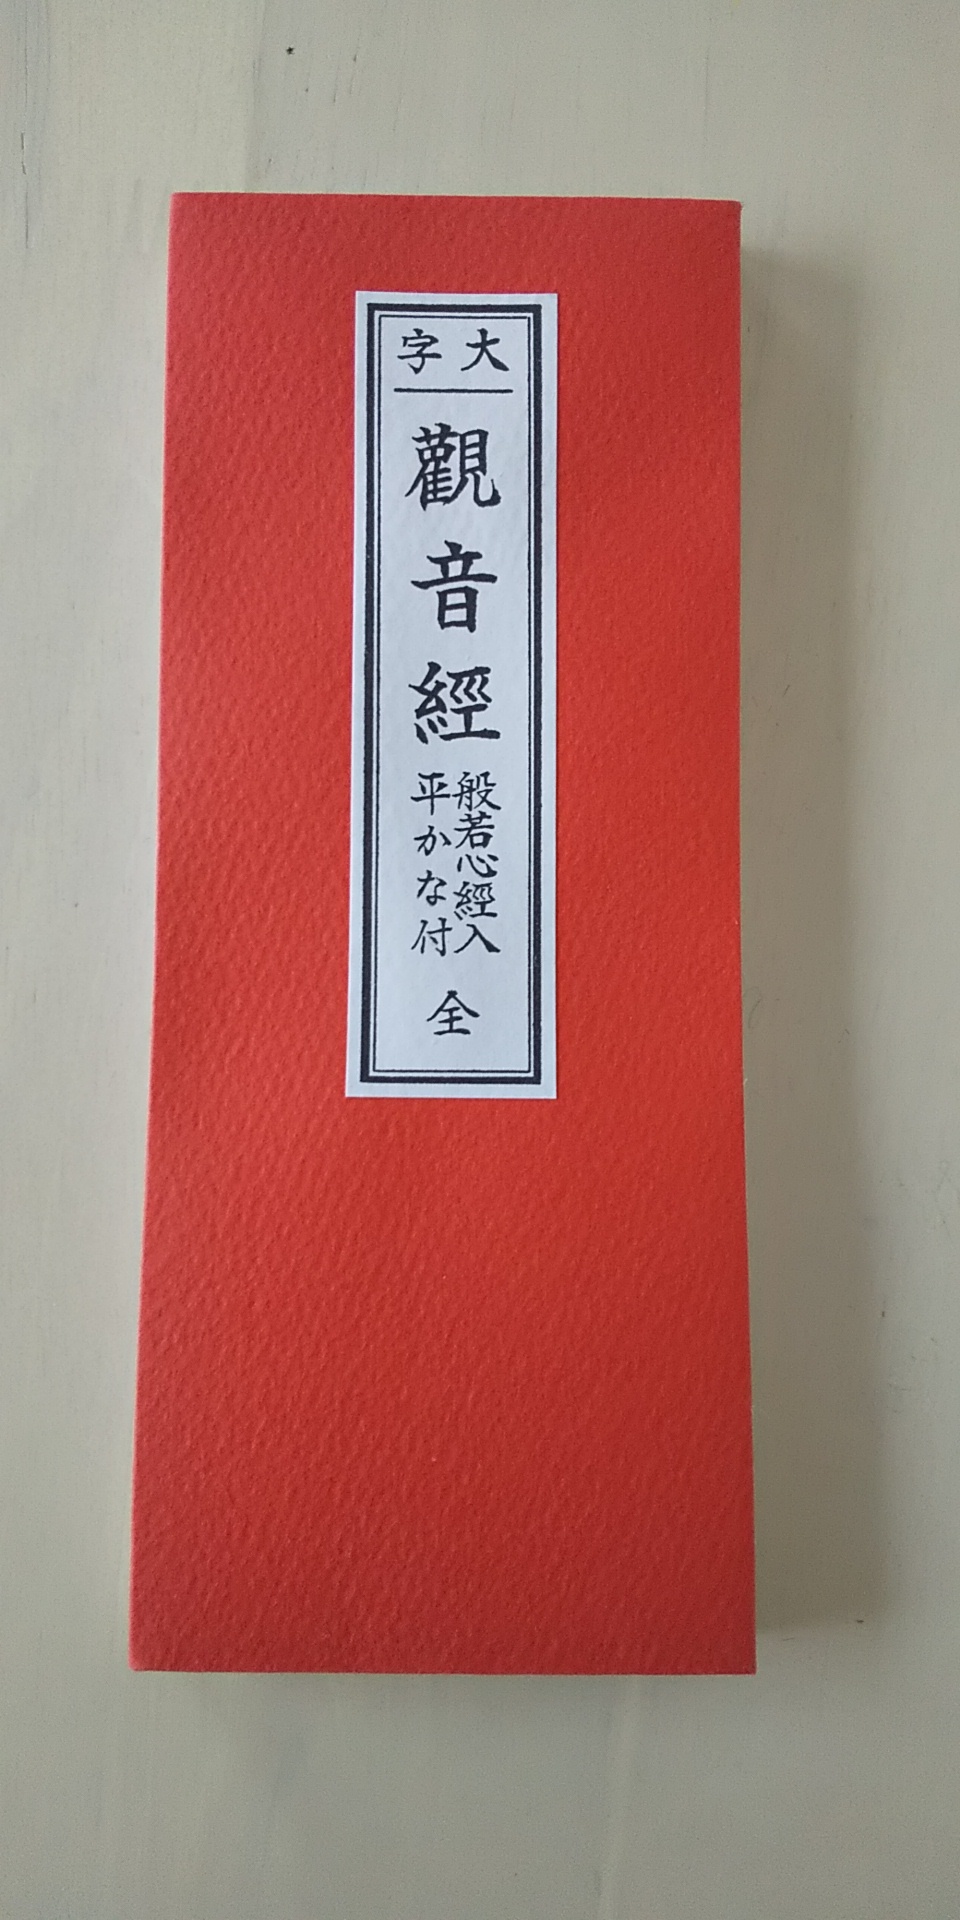 大字
觀音經
般若心經入
平かな付
全